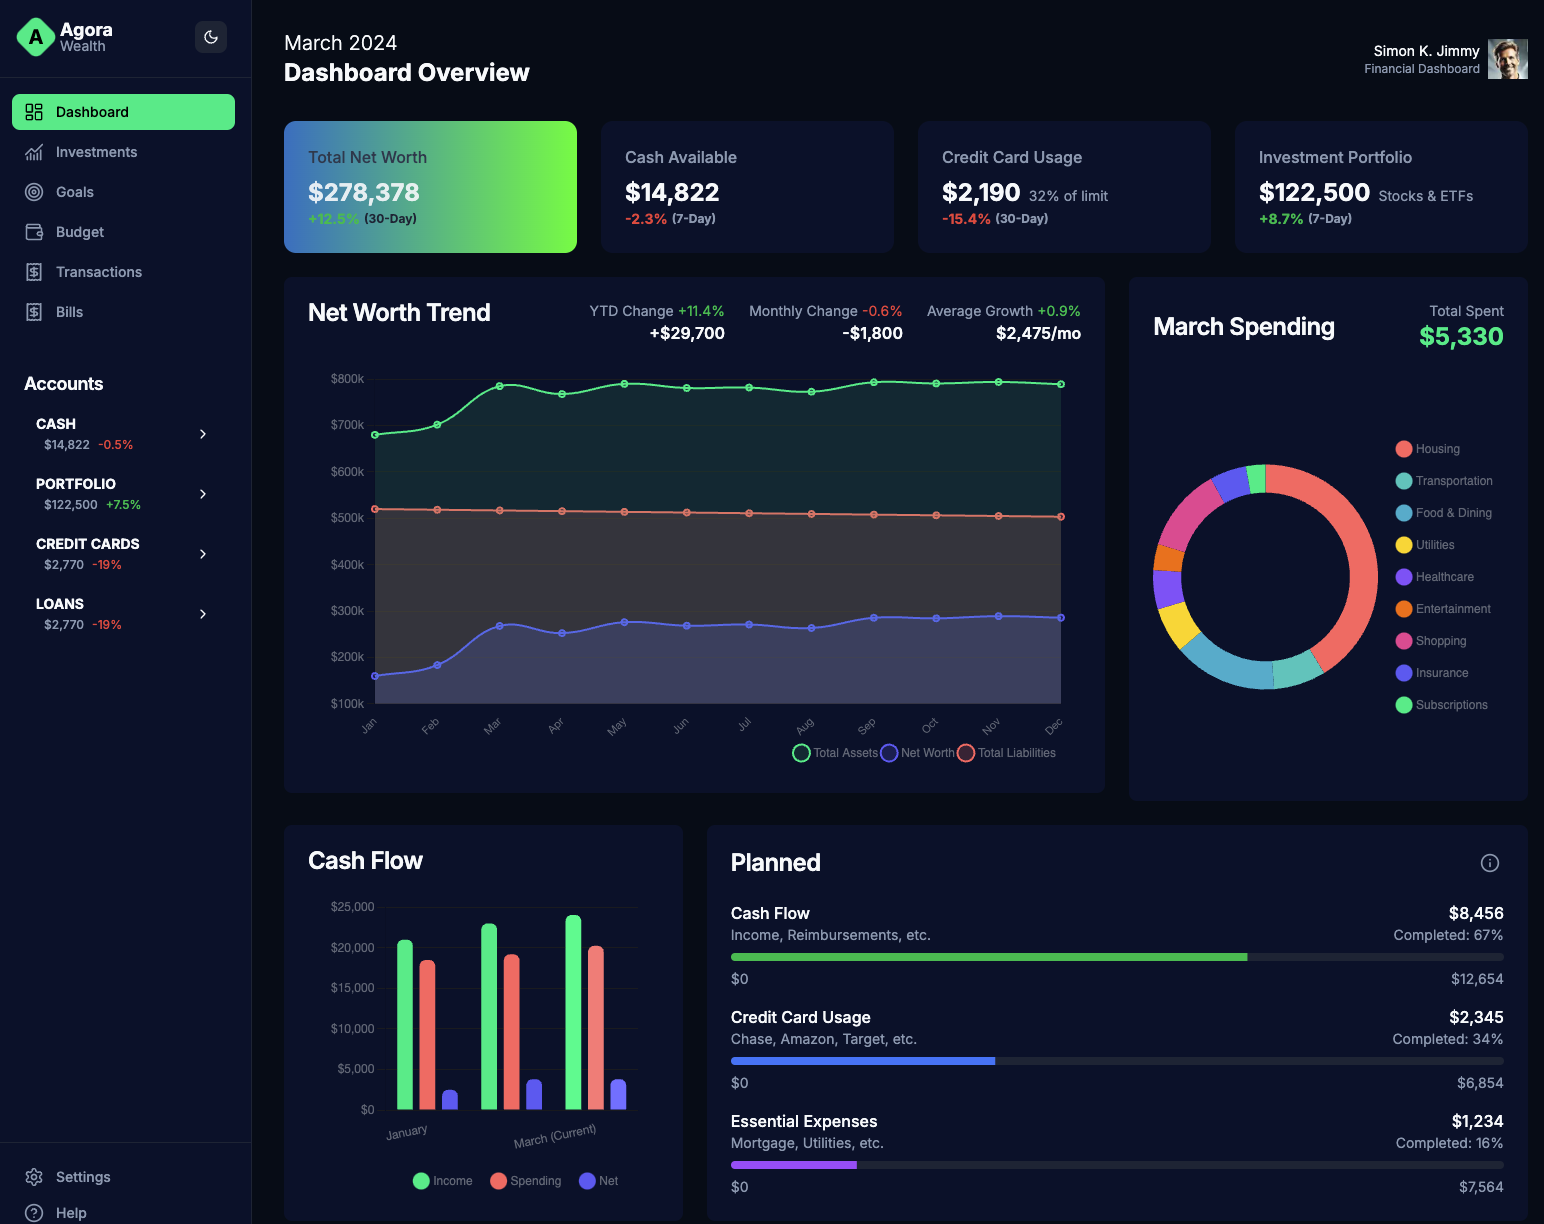 A
Agora
Wealth
Dashboard
Investments
Goals
Budget
Transactions
Bills
Accounts
CASH
$14,822 -0.5%
PORTFOLIO
$122,500 +7.5%
CREDIT CARDS
$2,770 -19%
LOANS
$2,770 -19%
Settings
Help
March 2024
Dashboard Overview
Simon K. Jimmy
Financial Dashboard
Total Net Worth
$278,378
+12.5% (30-Day)
Cash Available
$14,822
-2.3% (7-Day)
Credit Card Usage
$2,190 32% of limit
-15.4% (30-Day)
Investment Portfolio
$122,500 Stocks & ETFs
+8.7% (7-Day)
Net Worth Trend
YTD Change +11.4%
+$29,700
Monthly Change -0.6%
-$1,800
Average Growth +0.9%
$2,475/mo
$800k
$700k
$600k
$500k
$400k
$300k
$200k
$100k
Jan Feb Mar Apr May Jun Jul Aug Sep Oct Nov Dec
Total Assets Net Worth Total Liabilities
March Spending
Total Spent
$5,330
Housing
Transportation
Food & Dining
Utilities
Healthcare
Entertainment
Shopping
Insurance
Subscriptions
Cash Flow
$25,000
$20,000
$15,000
$10,000
$5,000
$0
January March (Current)
Income Spending Net
Planned
Cash Flow $8,456
Income, Reimbursements, etc. Completed: 67%
$0 $12,654
Credit Card Usage $2,345
Chase, Amazon, Target, etc. Completed: 34%
$0 $6,854
Essential Expenses $1,234
Mortgage, Utilities, etc. Completed: 16%
$0 $7,564